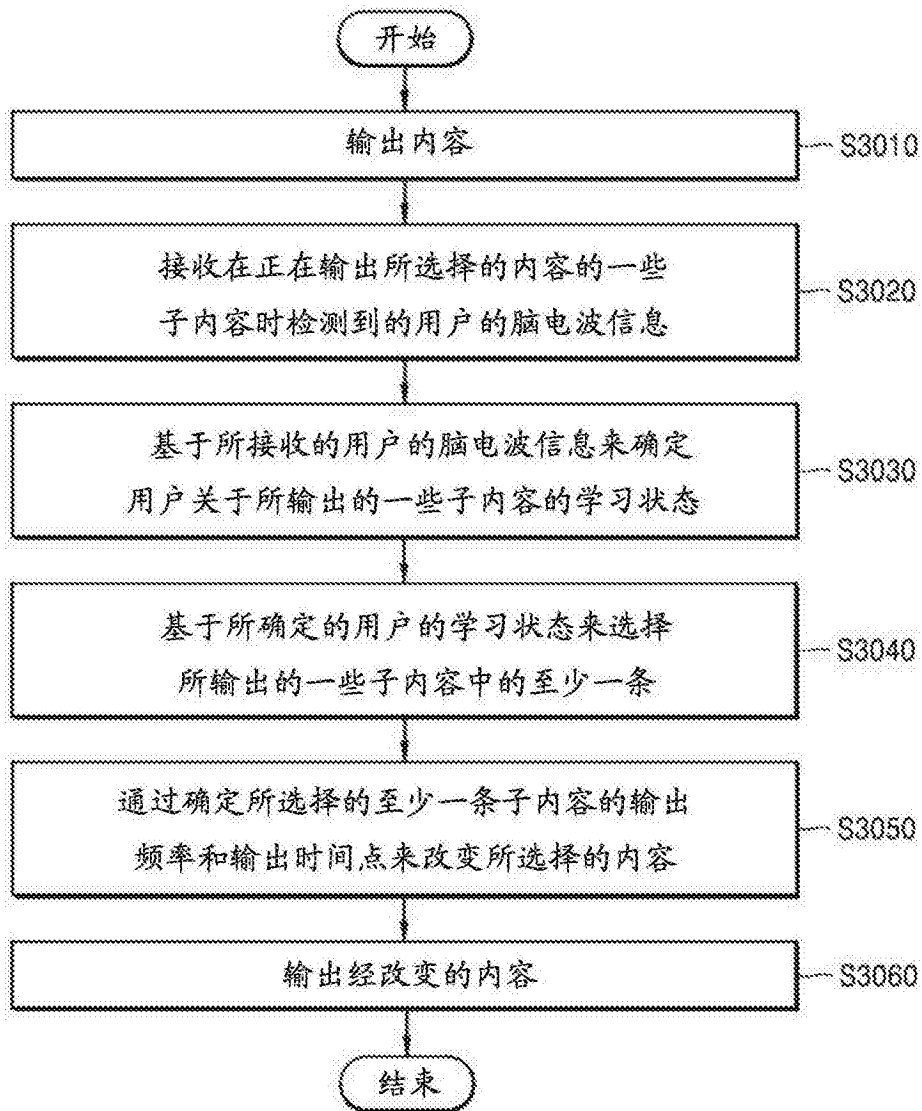 开始
输出内容
S3010
接收在正在输出所选择的内容的一些
子内容时检测到的用户的脑电波信息
S3020
基于所接收的用户的脑电波信息来确定
用户关于所输出的一些子内容的学习状态
S3030
基于所确定的用户的学习状态来选择
所输出的一些子内容中的至少一条
S3040
通过确定所选择的至少一条子内容的输出
频率和输出时间点来改变所选择的内容
S3050
输出经改变的内容
S3060
结束